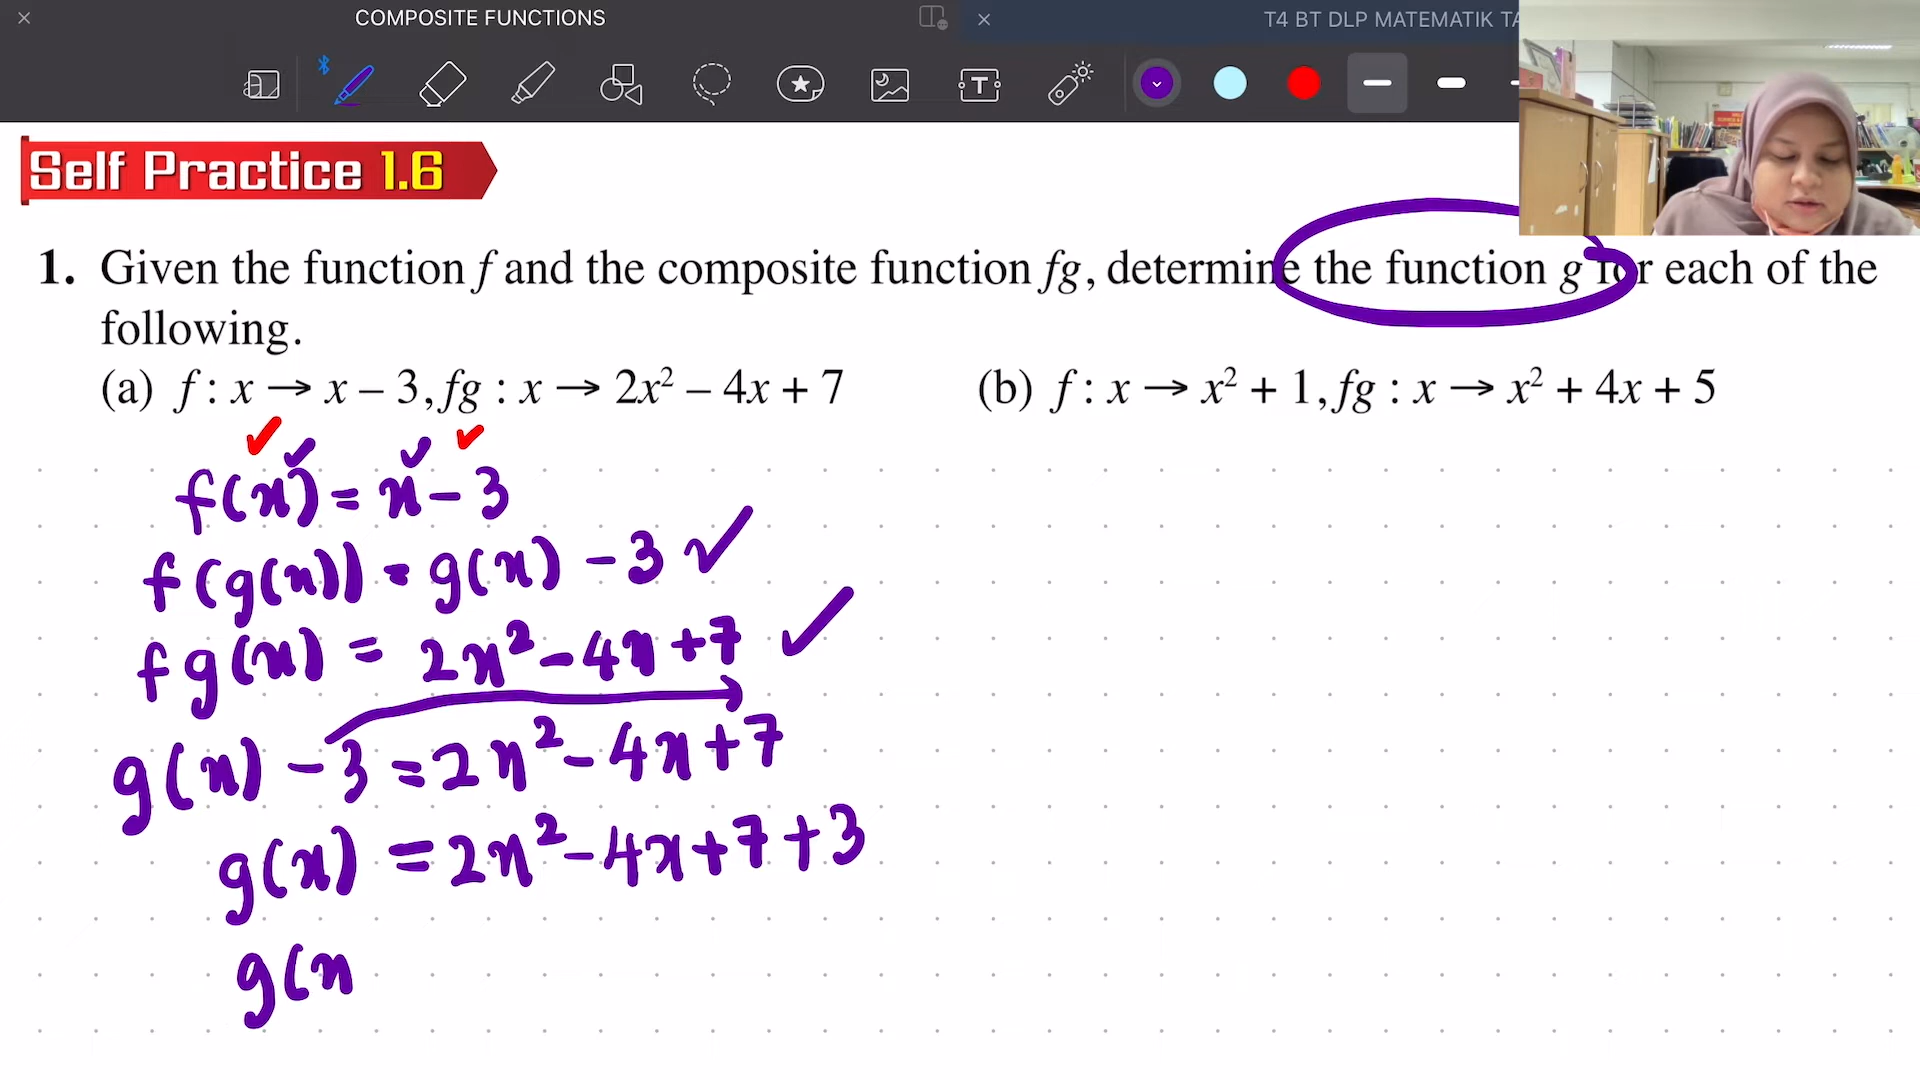 COMPOSITE FUNCTIONS
T4 BT DLP MATEMATIK TA
Self Practice 1.6
1. Given the function f and the composite function fg, determine the function g for each of the
following.
(a) f : x → x – 3, fg : x → 2x² – 4x + 7
(b) f : x → x² + 1, fg : x → x² + 4x + 5
f(x) = x - 3
f(g(x)) = g(x) - 3
fg(x) = 2x² - 4x + 7
g(x) - 3 = 2x² - 4x + 7
g(x) = 2x² - 4x + 7 + 3
g(x